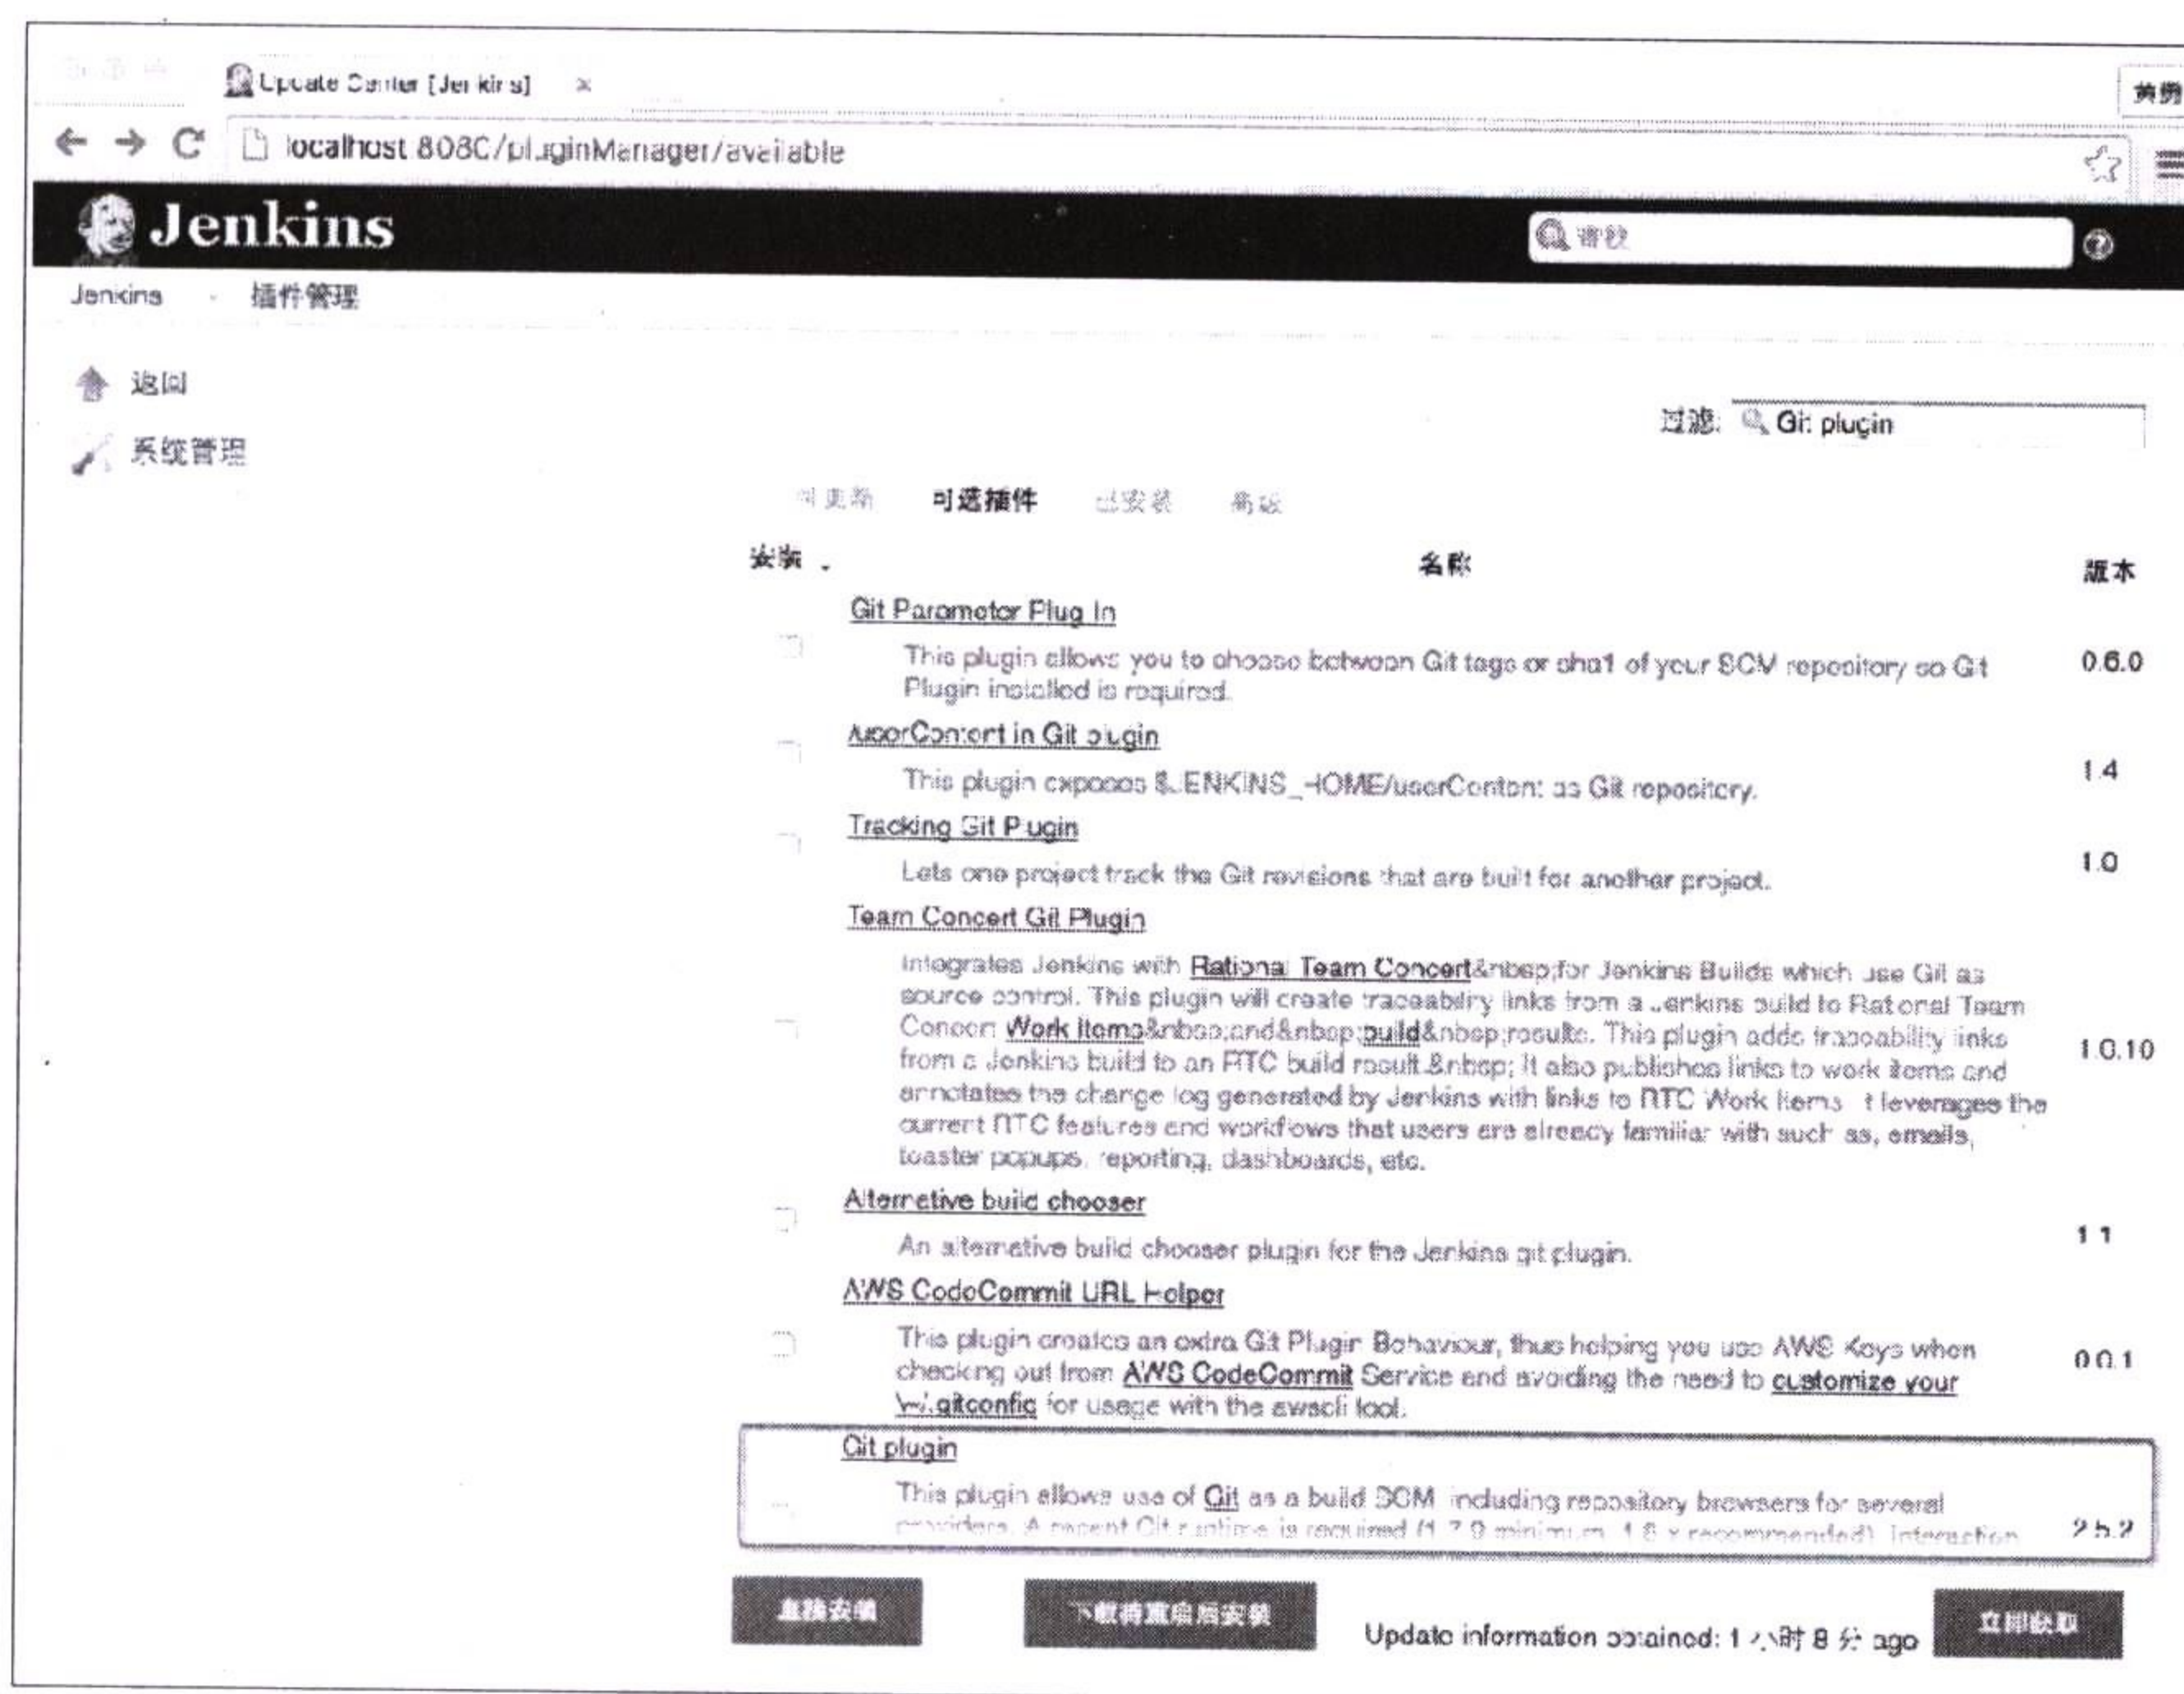 Update Center [Jenkins]
localhost:8080/pluginManager/available
Jenkins
Jenkins
插件管理
返回
系统管理
过滤:
Git plugin
可更新 可选插件 已安装 高级
安装
名称
版本
Git Parameter Plug In
This plugin allows you to choose between Git tags or sha1 of your SCM repository so Git
Plugin installed is required.
0.6.0
/userContent in Git plugin
This plugin exposes $JENKINS_HOME/userContent as Git repository.
1.4
Tracking Git Plugin
Lets one project track the Git revisions that are built for another project.
1.0
Team Concert Git Plugin
Integrates Jenkins with Rational Team Concert&nbsp;for Jenkins Builds which use Git as
source control. This plugin will create traceability links from a Jenkins build to Rational Team
Concert Work Items&nbsp;and&nbsp;build&nbsp;results. This plugin adds traceability links
from a Jenkins build to an RTC build result.&nbsp; It also publishes links to work items and
annotates the change log generated by Jenkins with links to RTC Work Items. It leverages the
current RTC features and workflows that users are already familiar with such as, emails,
toaster popups, reporting, dashboards, etc.
1.0.10
Alternative build chooser
An alternative build chooser plugin for the Jenkins git plugin.
1.1
AWS CodeCommit URL Helper
This plugin creates an extra Git Plugin Behaviour, thus helping you use AWS Keys when
checking out from AWS CodeCommit Service and avoiding the need to customize your
~/.gitconfig for usage with the awscli tool.
0.0.1
Git plugin
This plugin allows use of Git as a build SCM, including repository browsers for several
providers. A recent Git runtime is required (1.7.9 minimum, 1.8.x recommended). Interaction
2.5.2
直接安装
下载待重启后安装
Update information obtained: 1 小时 8 分 ago
立即获取